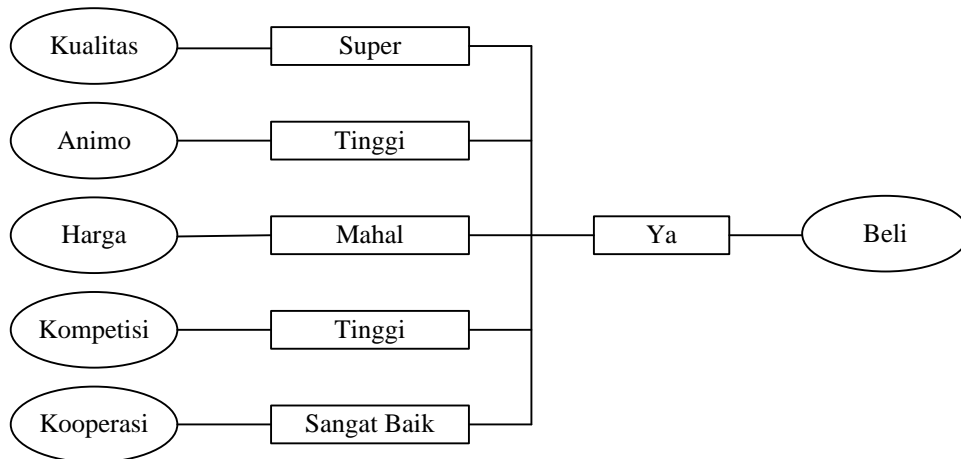 Kualitas
Super
Animo
Tinggi
Harga
Mahal
Ya
Beli
Kompetisi
Tinggi
Kooperasi
Sangat Baik